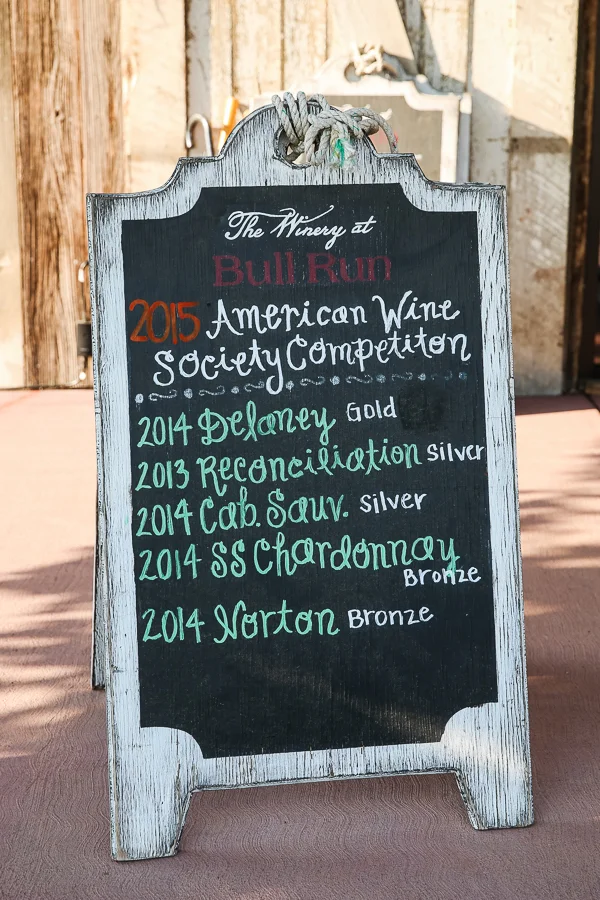 The Winery at
Bull Run
2015 American Wine
Society Competiton
2014 Delaney Gold
2013 Reconciliation Silver
2014 Cab. Sauv. Silver
2014 SS Chardonnay
Bronze
2014 Norton Bronze